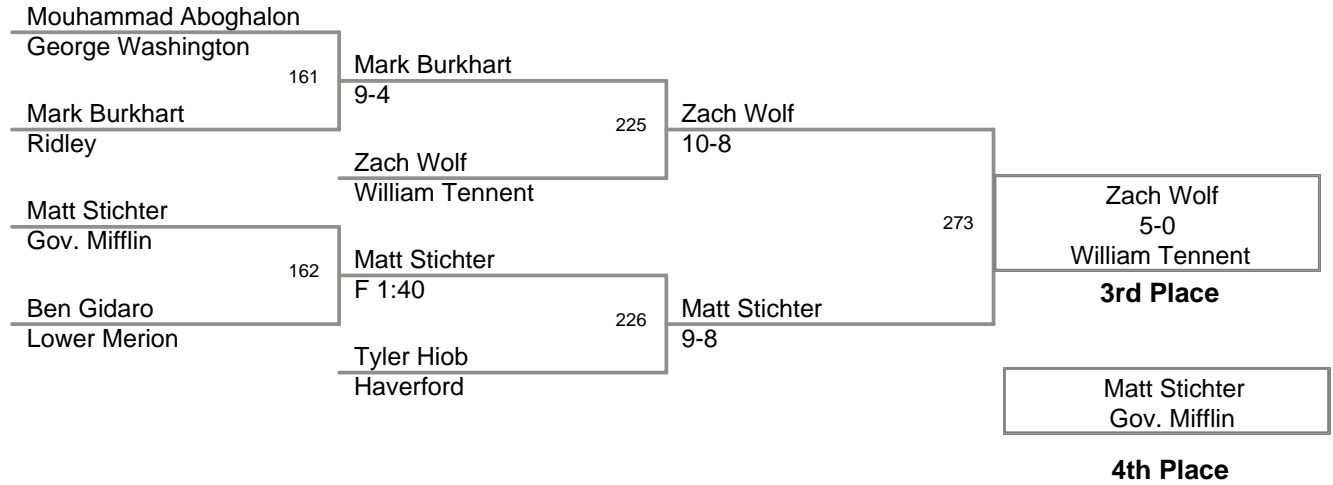 Mouhammad Aboghalon
George Washington
161
Mark Burkhart
9-4
Mark Burkhart
Ridley
225
Zach Wolf
10-8
Zach Wolf
William Tennent
Matt Stichter
Gov. Mifflin
273
Zach Wolf
5-0
William Tennent
3rd Place
162
Matt Stichter
F 1:40
Ben Gidaro
Lower Merion
226
Matt Stichter
9-8
Tyler Hiob
Haverford
Matt Stichter
Gov. Mifflin
4th Place